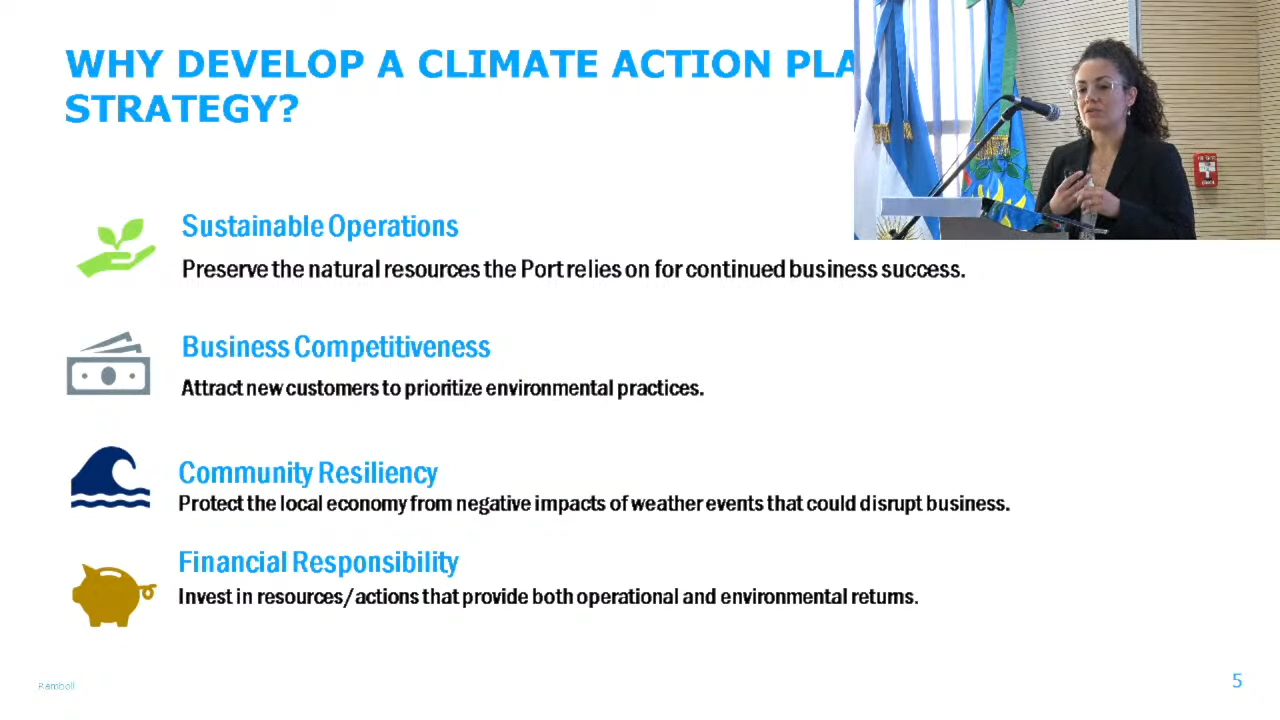 WHY DEVELOP A CLIMATE ACTION PLA
STRATEGY?
Sustainable Operations
Preserve the natural resources the Port relies on for continued business success.
Business Competitiveness
Attract new customers to prioritize environmental practices.
Community Resiliency
Protect the local economy from negative impacts of weather events that could disrupt business.
Financial Responsibility
Invest in resources/actions that provide both operational and environmental returns.
Ramboll
5